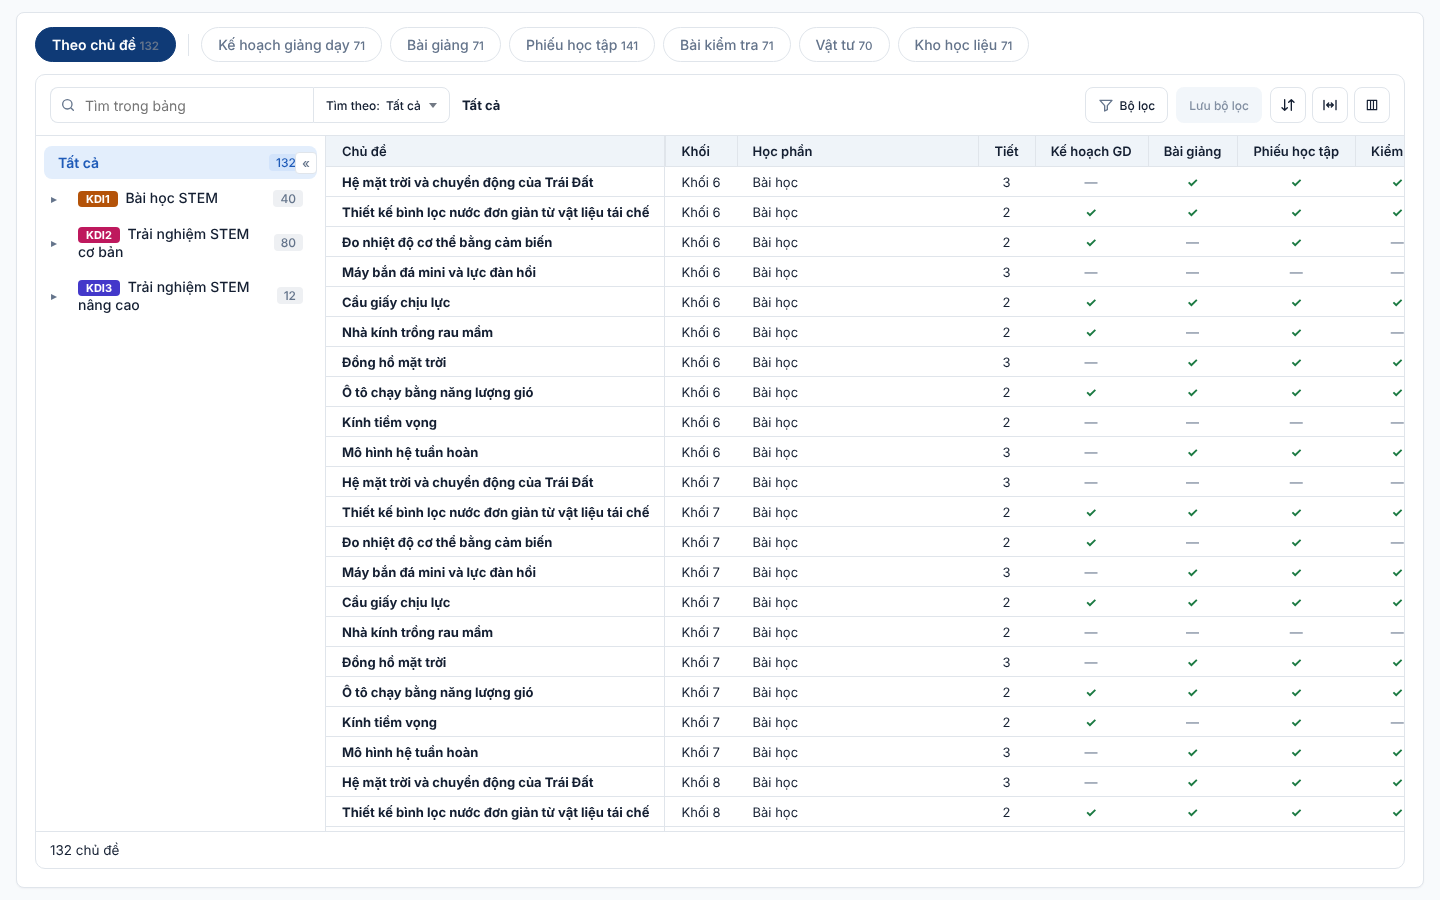 Theo chủ đề 132 Kế hoạch giảng dạy 71 Bài giảng 71 Phiếu học tập 141 Bài kiểm tra 71 Vật tư 70 Kho học liệu 71
Tìm trong bảng Tìm theo: Tất cả Tất cả Bộ lọc Lưu bộ lọc
Tất cả 132 «
KDI1 Bài học STEM 40
KDI2 Trải nghiệm STEM cơ bản 80
KDI3 Trải nghiệm STEM nâng cao 12
Chủ đề Khối Học phần Tiết Kế hoạch GD Bài giảng Phiếu học tập Kiểm
Hệ mặt trời và chuyển động của Trái Đất Khối 6 Bài học 3 — ✓ ✓ ✓
Thiết kế bình lọc nước đơn giản từ vật liệu tái chế Khối 6 Bài học 2 ✓ ✓ ✓ ✓
Đo nhiệt độ cơ thể bằng cảm biến Khối 6 Bài học 2 ✓ — ✓ —
Máy bắn đá mini và lực đàn hồi Khối 6 Bài học 3 — — — —
Cầu giấy chịu lực Khối 6 Bài học 2 ✓ ✓ ✓ ✓
Nhà kính trồng rau mầm Khối 6 Bài học 2 ✓ — ✓ —
Đồng hồ mặt trời Khối 6 Bài học 3 — ✓ ✓ ✓
Ô tô chạy bằng năng lượng gió Khối 6 Bài học 2 ✓ ✓ ✓ ✓
Kính tiềm vọng Khối 6 Bài học 2 — — — —
Mô hình hệ tuần hoàn Khối 6 Bài học 3 — ✓ ✓ ✓
Hệ mặt trời và chuyển động của Trái Đất Khối 7 Bài học 3 — — — —
Thiết kế bình lọc nước đơn giản từ vật liệu tái chế Khối 7 Bài học 2 ✓ ✓ ✓ ✓
Đo nhiệt độ cơ thể bằng cảm biến Khối 7 Bài học 2 ✓ — ✓ —
Máy bắn đá mini và lực đàn hồi Khối 7 Bài học 3 — ✓ ✓ ✓
Cầu giấy chịu lực Khối 7 Bài học 2 ✓ ✓ ✓ ✓
Nhà kính trồng rau mầm Khối 7 Bài học 2 — — — —
Đồng hồ mặt trời Khối 7 Bài học 3 — ✓ ✓ ✓
Ô tô chạy bằng năng lượng gió Khối 7 Bài học 2 ✓ ✓ ✓ ✓
Kính tiềm vọng Khối 7 Bài học 2 ✓ — ✓ —
Mô hình hệ tuần hoàn Khối 7 Bài học 3 — ✓ ✓ ✓
Hệ mặt trời và chuyển động của Trái Đất Khối 8 Bài học 3 — ✓ ✓ ✓
Thiết kế bình lọc nước đơn giản từ vật liệu tái chế Khối 8 Bài học 2 ✓ ✓ ✓ ✓
132 chủ đề